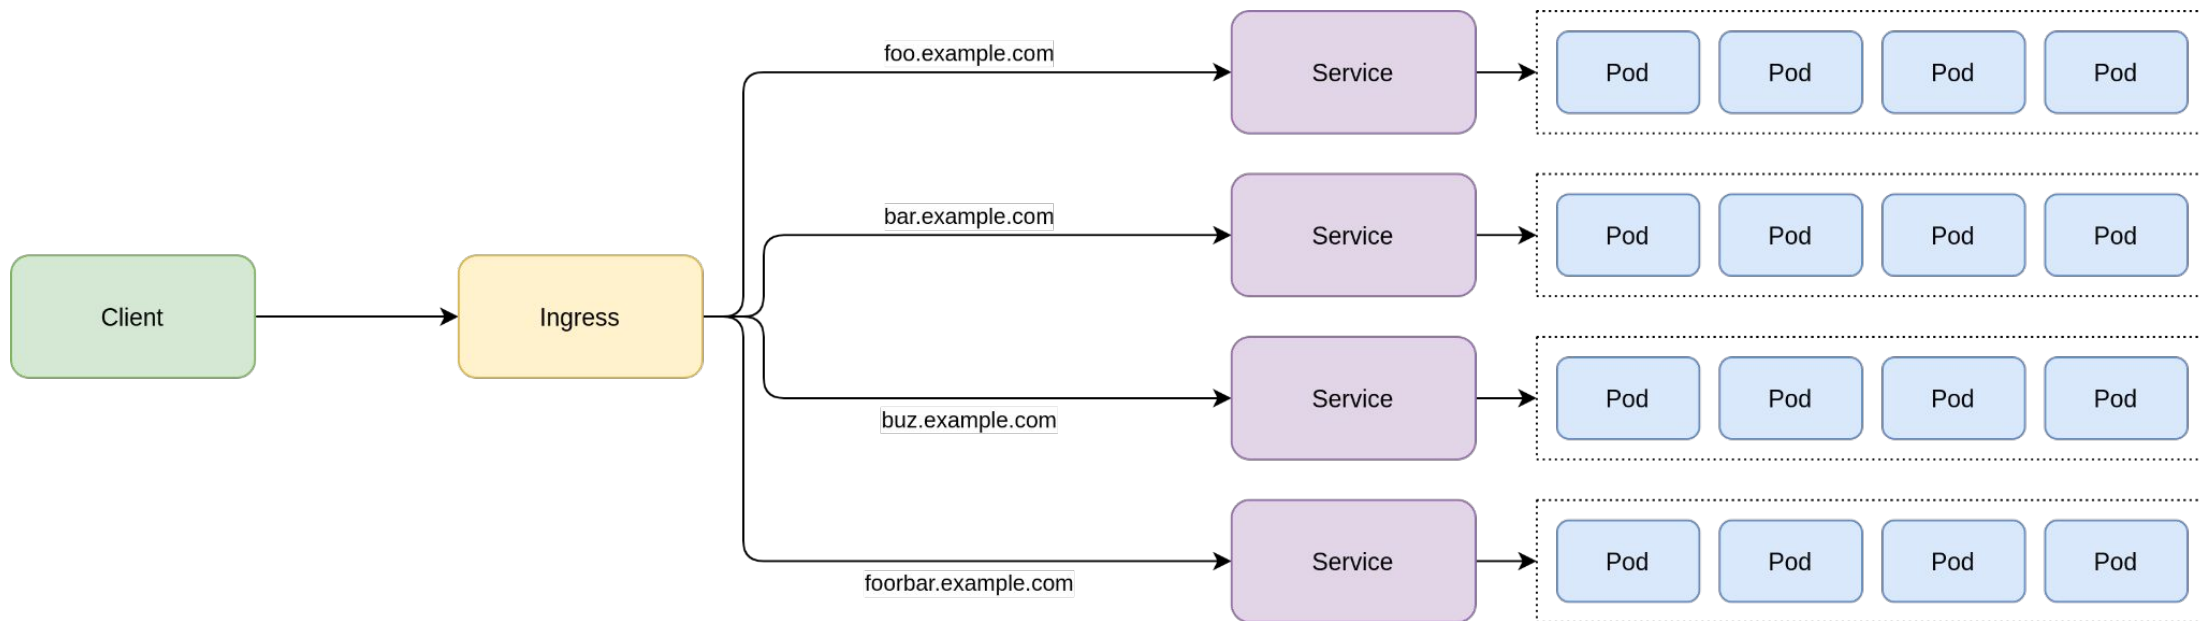 foo.example.com
Service
Pod Pod Pod Pod
bar.example.com
Service
Pod Pod Pod Pod
Client
Ingress
buz.example.com
Service
Pod Pod Pod Pod
foorbar.example.com
Service
Pod Pod Pod Pod